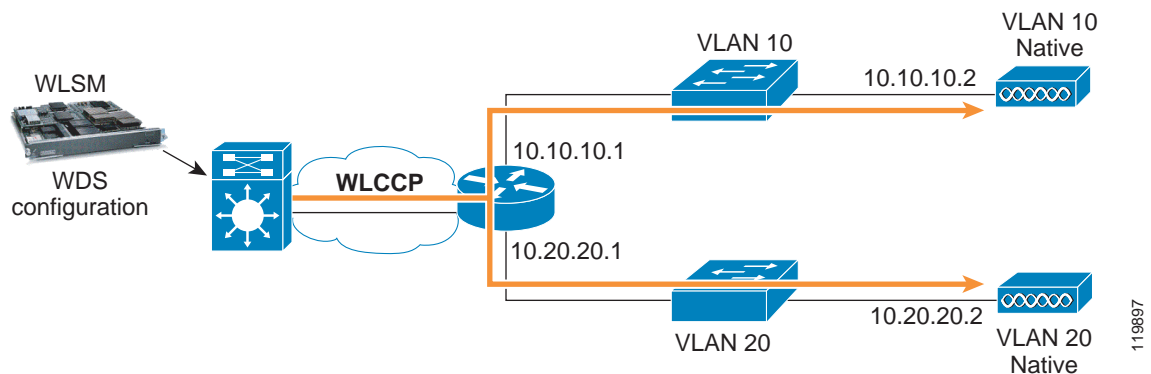 WLSM
WDS
configuration
WLCCP
10.10.10.1
10.20.20.1
VLAN 10
10.10.10.2
VLAN 10
Native
VLAN 20
10.20.20.2
VLAN 20
Native
119897